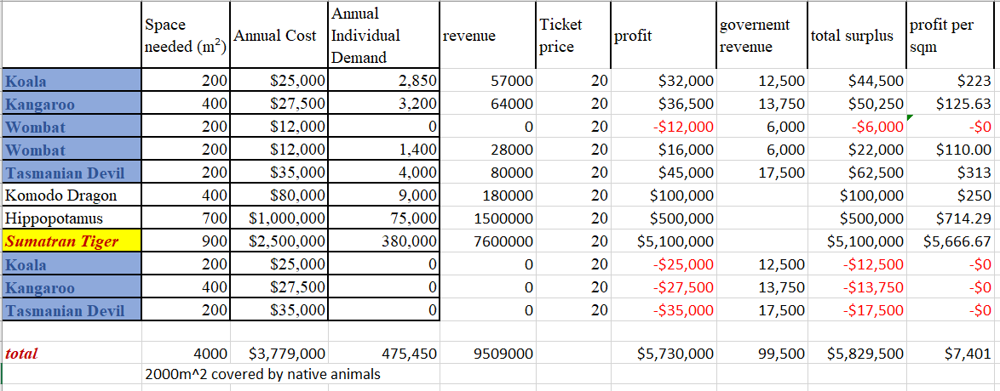 Space needed (m²) Annual Cost Annual Individual Demand revenue Ticket price profit governemt revenue total surplus profit per sqm
Koala 200 $25,000 2,850 57000 20 $32,000 12,500 $44,500 $223
Kangaroo 400 $27,500 3,200 64000 20 $36,500 13,750 $50,250 $125.63
Wombat 200 $12,000 0 0 20 -$12,000 6,000 -$6,000 -$0
Wombat 200 $12,000 1,400 28000 20 $16,000 6,000 $22,000 $110.00
Tasmanian Devil 200 $35,000 4,000 80000 20 $45,000 17,500 $62,500 $313
Komodo Dragon 400 $80,000 9,000 180000 20 $100,000 $100,000 $250
Hippopotamus 700 $1,000,000 75,000 1500000 20 $500,000 $500,000 $714.29
Sumatran Tiger 900 $2,500,000 380,000 7600000 20 $5,100,000 $5,100,000 $5,666.67
Koala 200 $25,000 0 0 20 -$25,000 12,500 -$12,500 -$0
Kangaroo 400 $27,500 0 0 20 -$27,500 13,750 -$13,750 -$0
Tasmanian Devil 200 $35,000 0 0 20 -$35,000 17,500 -$17,500 -$0
total 4000 $3,779,000 475,450 9509000 $5,730,000 99,500 $5,829,500 $7,401
2000m^2 covered by native animals